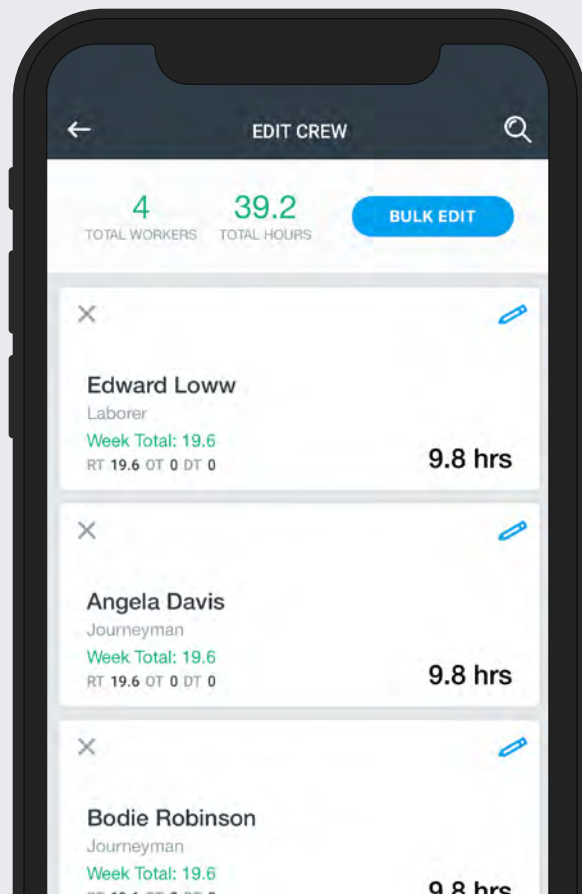 EDIT CREW
4 39.2 BULK EDIT
TOTAL WORKERS TOTAL HOURS
Edward Loww
Laborer
Week Total: 19.6
RT 19.6 OT 0 DT 0
9.8 hrs
Angela Davis
Journeyman
Week Total: 19.6
RT 19.6 OT 0 DT 0
9.8 hrs
Bodie Robinson
Journeyman
Week Total: 19.6
9.8 hrs